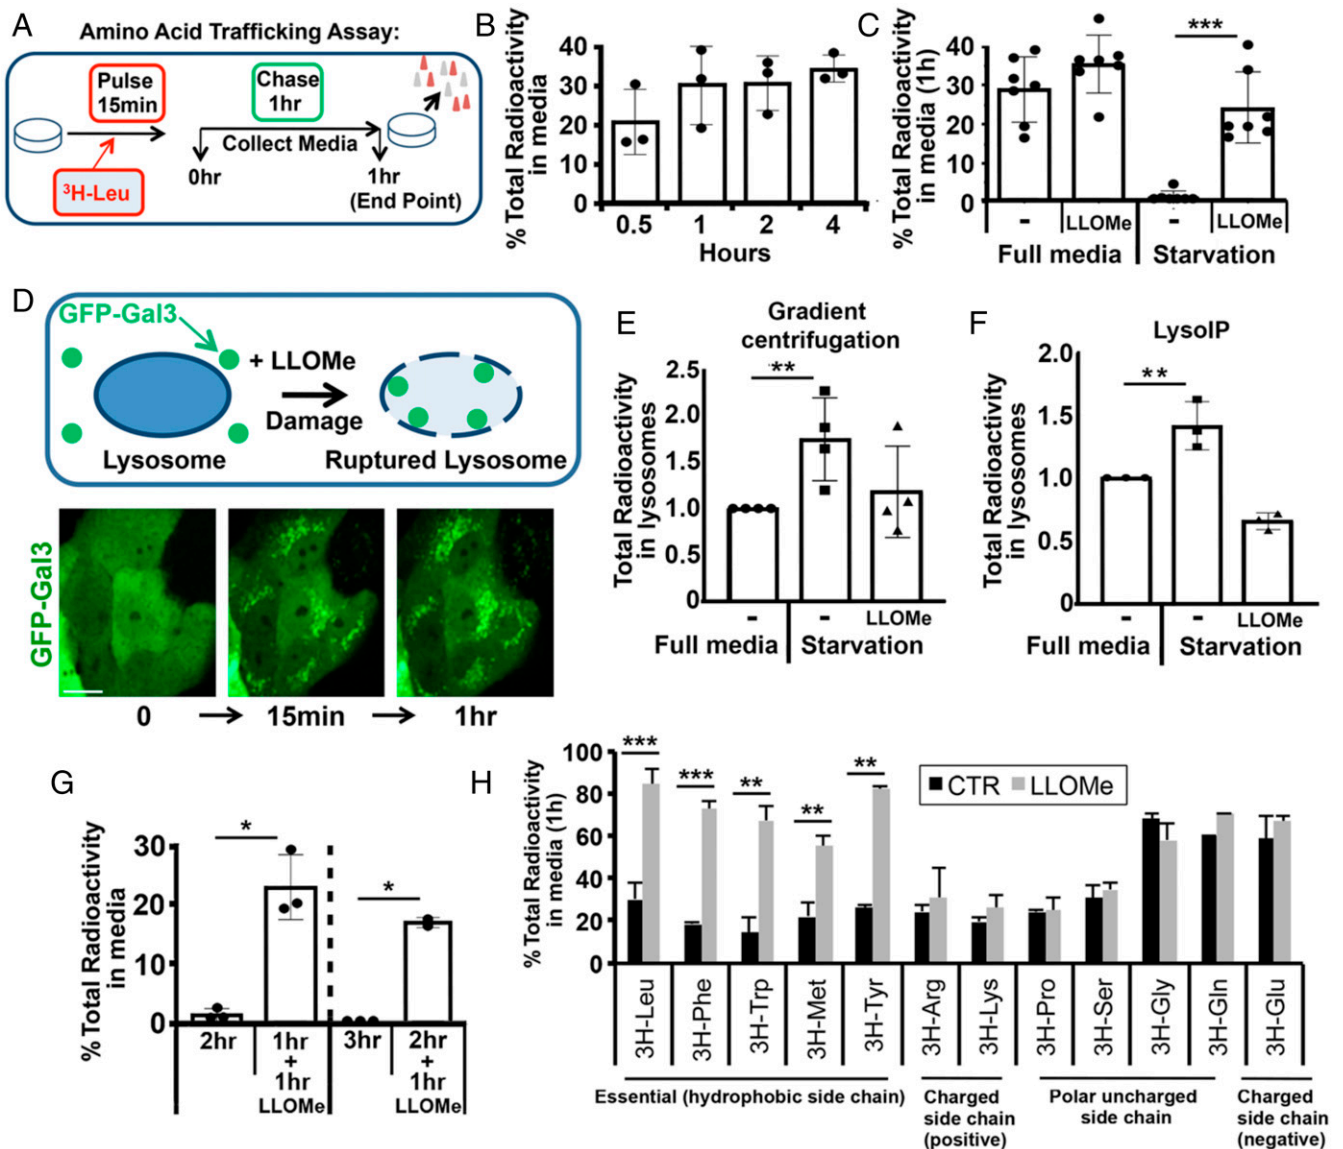 A
Amino Acid Trafficking Assay:
Pulse
15min
Chase
1hr
Collect Media
³H-Leu
0hr
1hr
(End Point)
B
% Total Radioactivity
in media
40
30
20
10
0
0.5 1 2 4
Hours
C
% Total Radioactivity
in media (1h)
40
30
20
10
0
***
- LLOMe - LLOMe
Full media Starvation
D
GFP-Gal3
+ LLOMe
Damage
Lysosome
Ruptured Lysosome
GFP-Gal3
0 15min 1hr
E
Gradient
centrifugation
Total Radioactivity
in lysosomes
2.5
2.0
1.5
1.0
0.5
0
**
- - LLOMe
Full media Starvation
F
LysoIP
Total Radioactivity
in lysosomes
2.0
1.5
1.0
0.5
0
**
- - LLOMe
Full media Starvation
G
% Total Radioactivity
in media
30
20
10
0
*
*
2hr 1hr 3hr 2hr
+ +
1hr 1hr
LLOMe LLOMe
H
% Total Radioactivity
in media (1h)
100
80
60
40
20
0
*** *** ** ** **
CTR LLOMe
3H-Leu
3H-Phe
3H-Trp
3H-Met
3H-Tyr
3H-Arg
3H-Lys
3H-Pro
3H-Ser
3H-Gly
3H-Gln
3H-Glu
Essential (hydrophobic side chain)
Charged
side chain
(positive)
Polar uncharged
side chain
Charged
side chain
(negative)